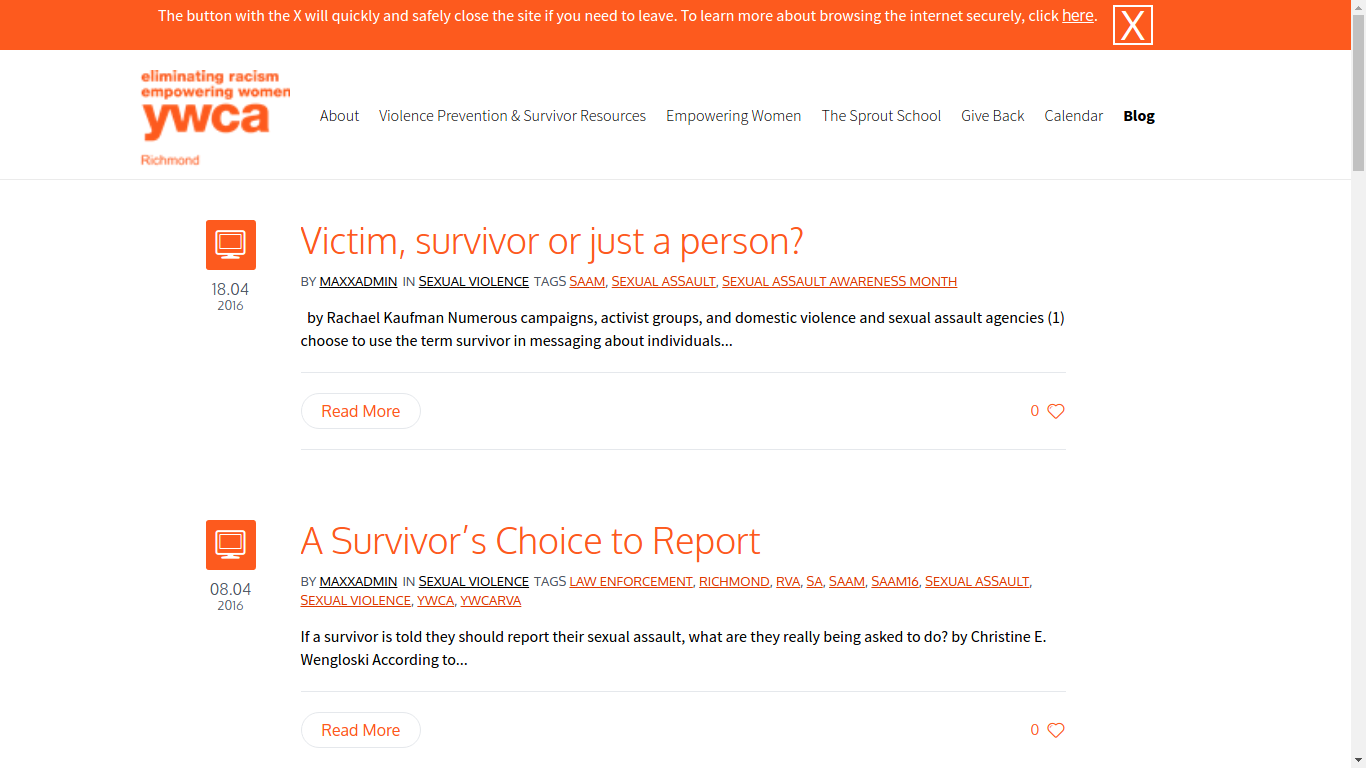 The button with the X will quickly and safely close the site if you need to leave. To learn more about browsing the internet securely, click here.
X
eliminating racism
empowering women
ywca
Richmond
About
Violence Prevention & Survivor Resources
Empowering Women
The Sprout School
Give Back
Calendar
Blog
18.04
2016
Victim, survivor or just a person?
BY MAXXADMIN IN SEXUAL VIOLENCE TAGS SAAM, SEXUAL ASSAULT, SEXUAL ASSAULT AWARENESS MONTH
by Rachael Kaufman Numerous campaigns, activist groups, and domestic violence and sexual assault agencies (1)
choose to use the term survivor in messaging about individuals...
Read More
0
08.04
2016
A Survivor’s Choice to Report
BY MAXXADMIN IN SEXUAL VIOLENCE TAGS LAW ENFORCEMENT, RICHMOND, RVA, SA, SAAM, SAAM16, SEXUAL ASSAULT,
SEXUAL VIOLENCE, YWCA, YWCARVA
If a survivor is told they should report their sexual assault, what are they really being asked to do? by Christine E.
Wengloski According to...
Read More
0